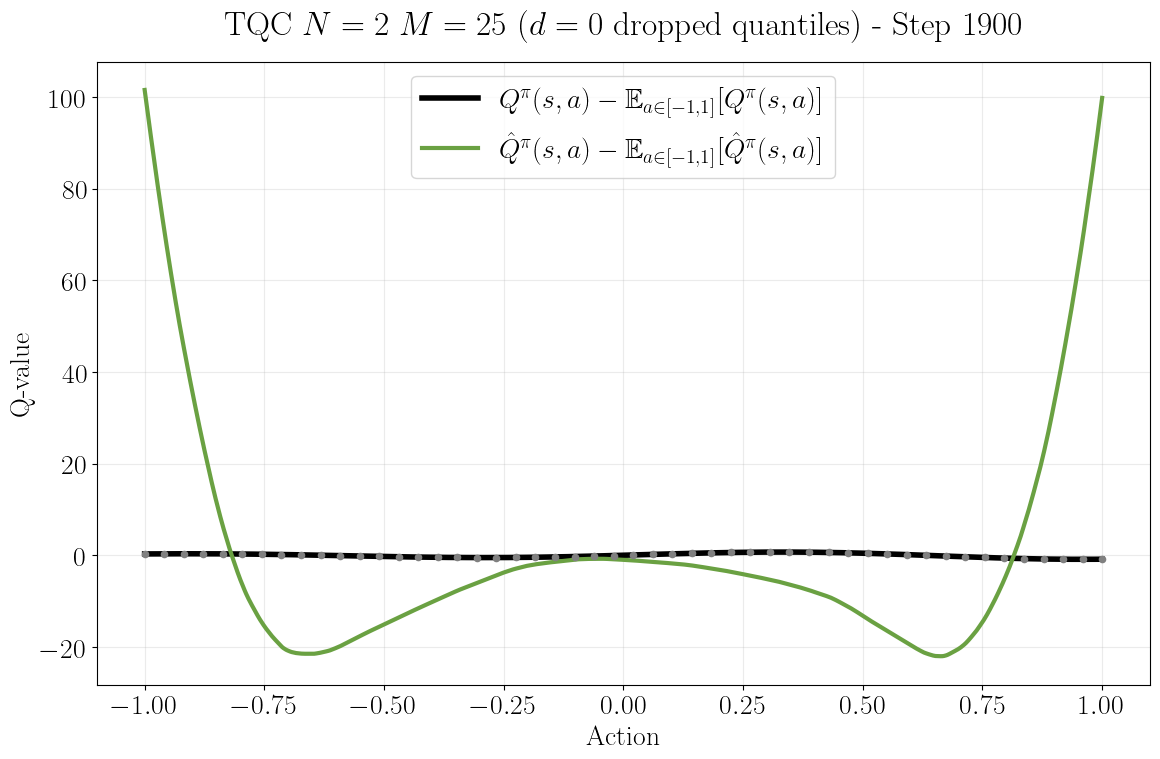 TQC N = 2 M = 25 (d = 0 dropped quantiles) - Step 1900
Q^π(s, a) − 𝔼_{a∈[−1,1]}[Q^π(s, a)]
Q̂^π(s, a) − 𝔼_{a∈[−1,1]}[Q̂^π(s, a)]
100
80
60
40
20
0
−20
Q-value
−1.00 −0.75 −0.50 −0.25 0.00 0.25 0.50 0.75 1.00
Action